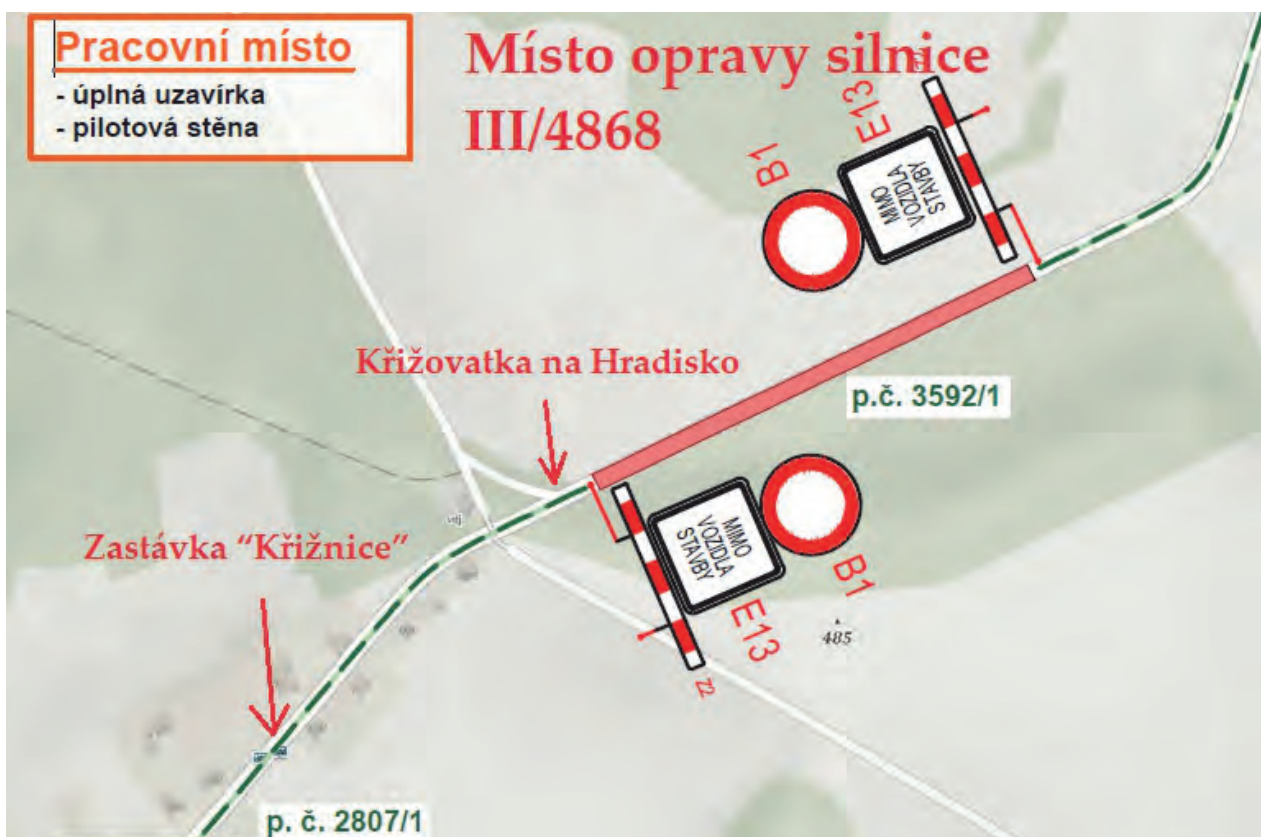 Pracovní místo
- úplná uzavírka
- pilotová stěna
Místo opravy silnice
III/4868
E13
B1
MIMO
VOZIDLA
STAVBY
Křižovatka na Hradisko
p.č. 3592/1
MIMO
VOZIDLA
STAVBY
B1
E13
Z2
485
Zastávka “Křižnice”
p. č. 2807/1